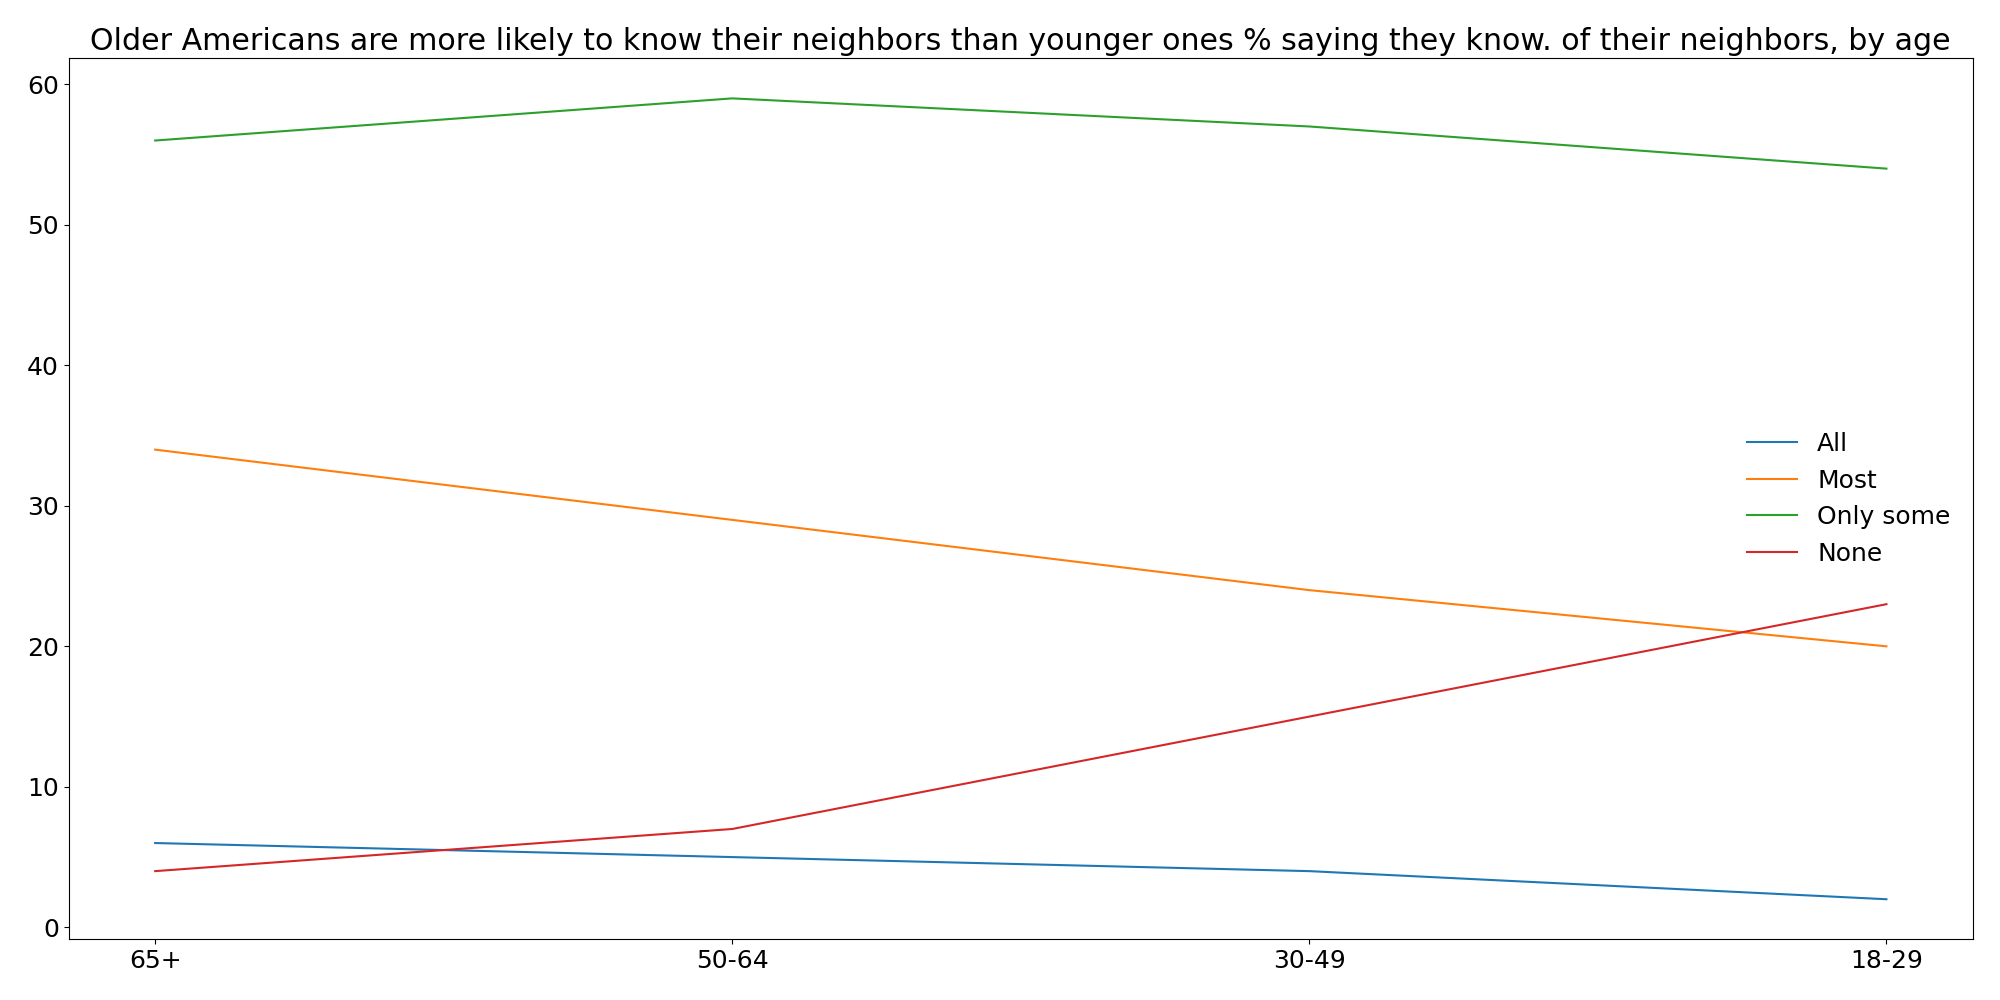 Older Americans are more likely to know their neighbors than younger ones % saying they know. of their neighbors, by age
60
50
40
30
20
10
0
All
Most
Only some
None
65+ 50-64 30-49 18-29